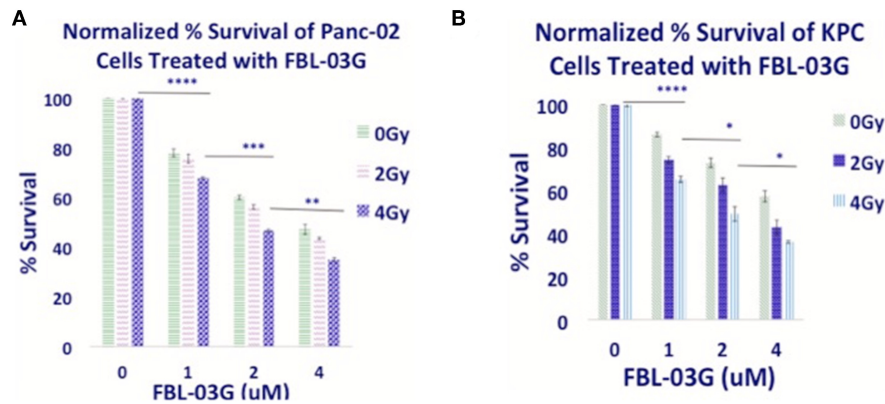 A
Normalized % Survival of Panc-02
Cells Treated with FBL-03G
****
100
***
80
0Gy
60
2Gy
**
40
4Gy
20
0
% Survival
0 1 2 4
FBL-03G (uM)
B
Normalized % Survival of KPC
Cells Treated with FBL-03G
****
100
*
80
0Gy
*
60
2Gy
40
4Gy
20
0
% Survival
0 1 2 4
FBL-03G (uM)